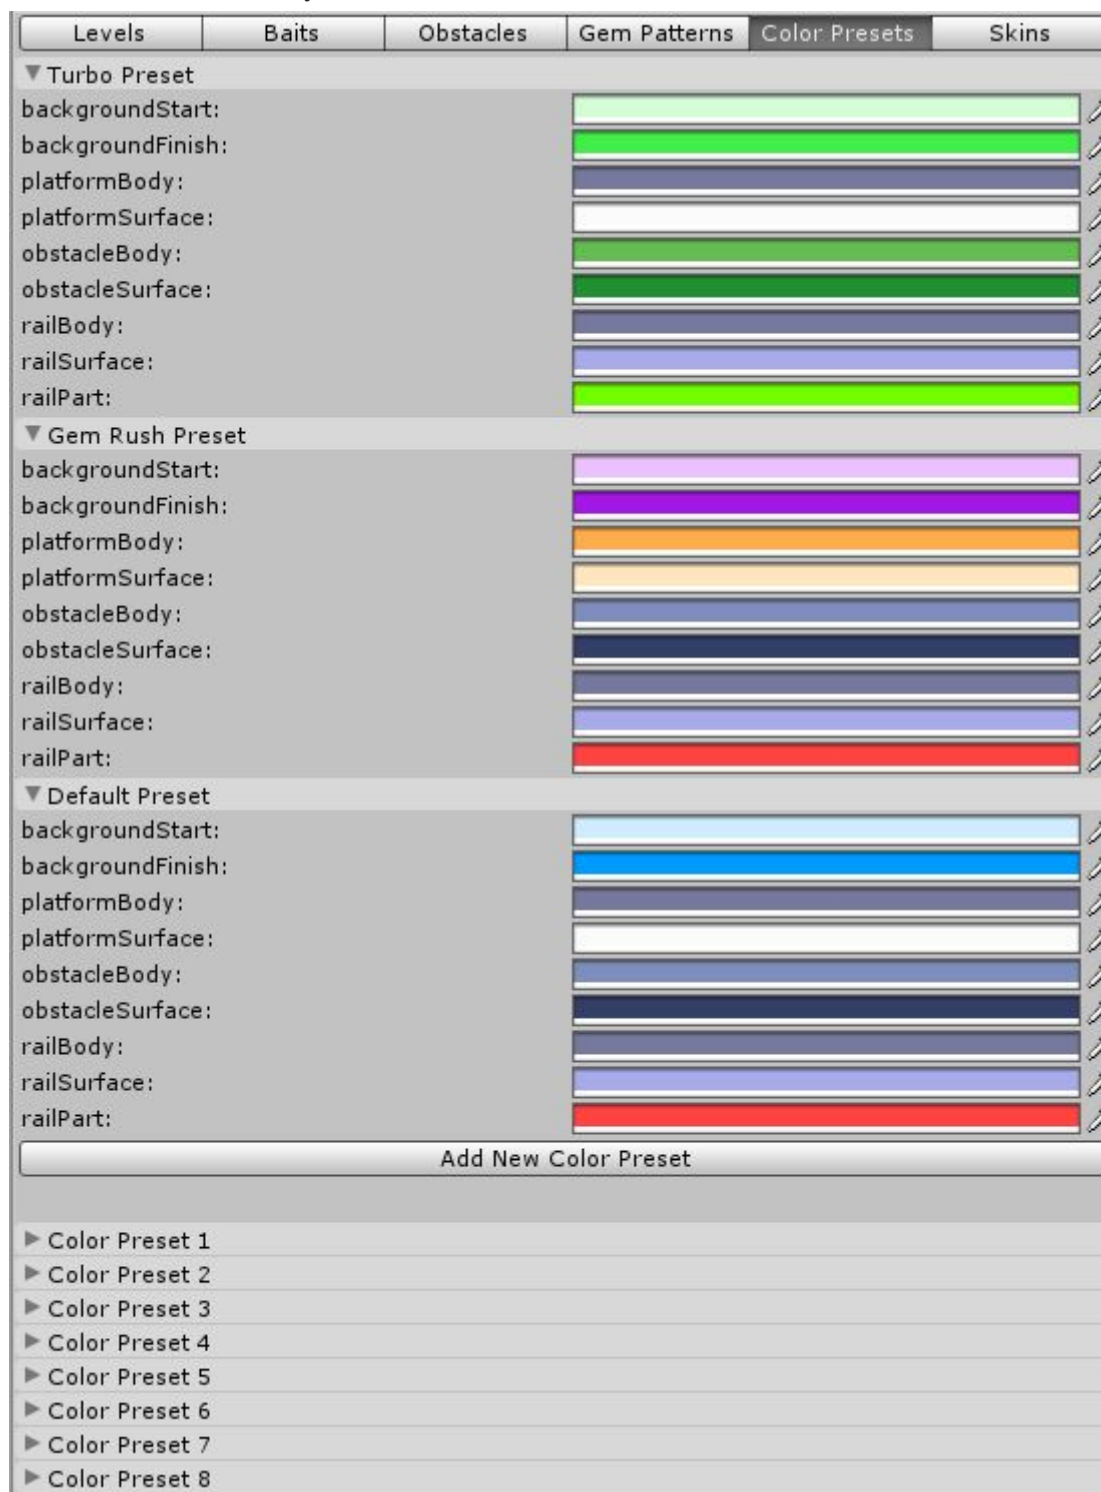 Levels Baits Obstacles Gem Patterns Color Presets Skins
Turbo Preset
backgroundStart:
backgroundFinish:
platformBody:
platformSurface:
obstacleBody:
obstacleSurface:
railBody:
railSurface:
railPart:
Gem Rush Preset
backgroundStart:
backgroundFinish:
platformBody:
platformSurface:
obstacleBody:
obstacleSurface:
railBody:
railSurface:
railPart:
Default Preset
backgroundStart:
backgroundFinish:
platformBody:
platformSurface:
obstacleBody:
obstacleSurface:
railBody:
railSurface:
railPart:
Add New Color Preset
Color Preset 1
Color Preset 2
Color Preset 3
Color Preset 4
Color Preset 5
Color Preset 6
Color Preset 7
Color Preset 8